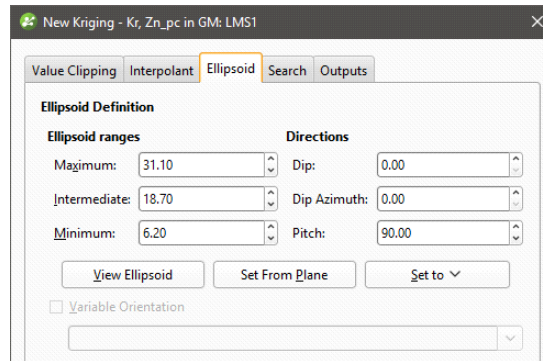 New Kriging - Kr, Zn_pc in GM: LMS1
Value Clipping Interpolant Ellipsoid Search Outputs
Ellipsoid Definition
Ellipsoid ranges Directions
Maximum: 31.10 Dip: 0.00
Intermediate: 18.70 Dip Azimuth: 0.00
Minimum: 6.20 Pitch: 90.00
View Ellipsoid Set From Plane Set to
Variable Orientation